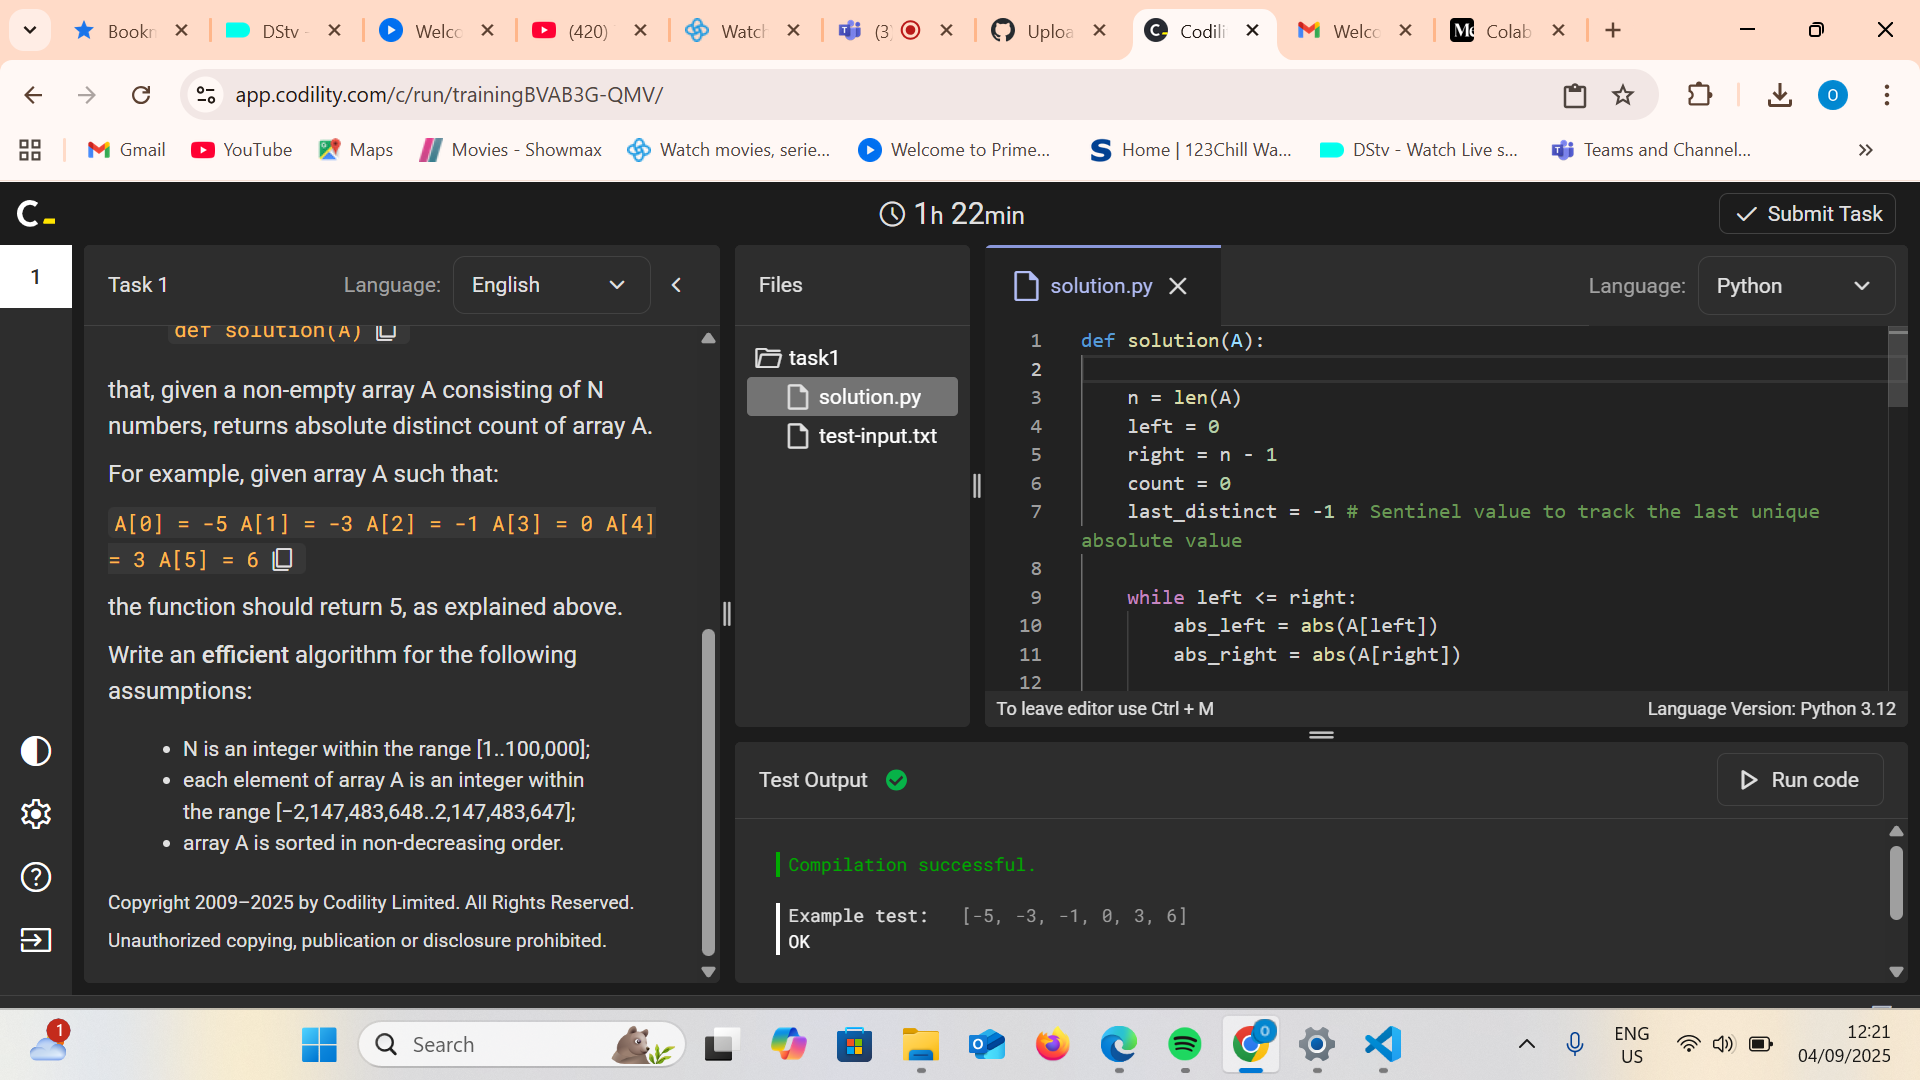 Bookn
DStv -
Welco
(420)
Watch
(3)
Uploa
Codili
Welco
Colab
app.codility.com/c/run/trainingBVAB3G-QMV/
O
Gmail
YouTube
Maps
Movies - Showmax
Watch movies, serie...
Welcome to Prime...
Home | 123Chill Wa...
DStv - Watch Live s...
Teams and Channel...
1h 22min
Submit Task
1
Task 1
Language:
English
def solution(A)
that, given a non-empty array A consisting of N
numbers, returns absolute distinct count of array A.
For example, given array A such that:
A[0] = -5 A[1] = -3 A[2] = -1 A[3] = 0 A[4]
= 3 A[5] = 6
the function should return 5, as explained above.
Write an efficient algorithm for the following
assumptions:
• N is an integer within the range [1..100,000];
• each element of array A is an integer within
the range [−2,147,483,648..2,147,483,647];
• array A is sorted in non-decreasing order.
Copyright 2009–2025 by Codility Limited. All Rights Reserved.
Unauthorized copying, publication or disclosure prohibited.
Files
task1
solution.py
test-input.txt
solution.py
Language:
Python
1 def solution(A):
2
3 n = len(A)
4 left = 0
5 right = n - 1
6 count = 0
7 last_distinct = -1 # Sentinel value to track the last unique
absolute value
8
9 while left <= right:
10 abs_left = abs(A[left])
11 abs_right = abs(A[right])
12
To leave editor use Ctrl + M
Language Version: Python 3.12
Test Output
Run code
Compilation successful.
Example test: [-5, -3, -1, 0, 3, 6]
OK
1
Search
ENG
US
12:21
04/09/2025